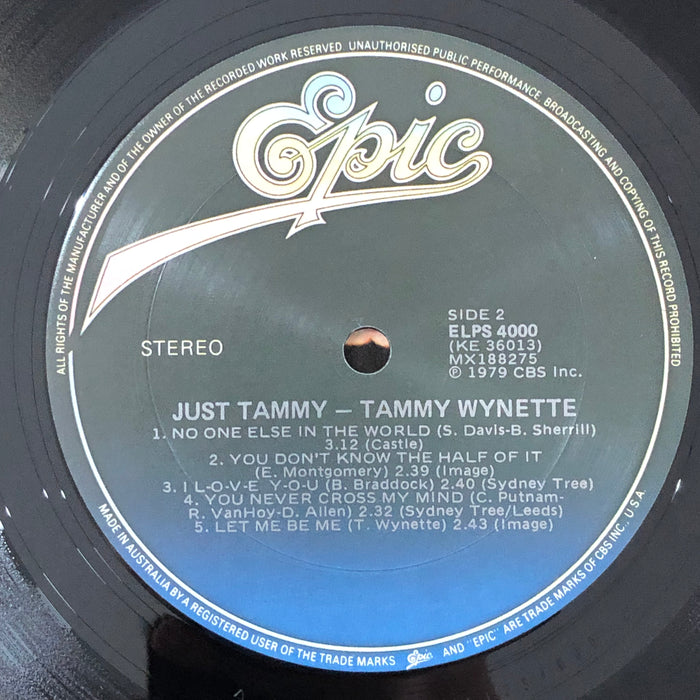 ALL RIGHTS OF THE MANUFACTURER AND OF THE OWNER OF THE RECORDED WORK RESERVED. UNAUTHORISED PUBLIC PERFORMANCE, BROADCASTING AND COPYING OF THIS RECORD PROHIBITED
Epic
SIDE 2
ELPS 4000
(KE 36013)
MX188275
STEREO
℗ 1979 CBS Inc.
JUST TAMMY – TAMMY WYNETTE
1. NO ONE ELSE IN THE WORLD (S. Davis-B. Sherrill)
3.12 (Castle)
2. YOU DON'T KNOW THE HALF OF IT
(E. Montgomery) 2.39 (Image)
3. I L-O-V-E Y-O-U (B. Braddock) 2.40 (Sydney Tree)
4. YOU NEVER CROSS MY MIND (C. Putnam-
R. VanHoy-D. Allen) 2.32 (Sydney Tree/Leeds)
5. LET ME BE ME (T. Wynette) 2.43 (Image)
MADE IN AUSTRALIA BY A REGISTERED USER OF THE TRADE MARKS Epic AND "EPIC" ARE TRADE MARKS OF CBS INC., U S A